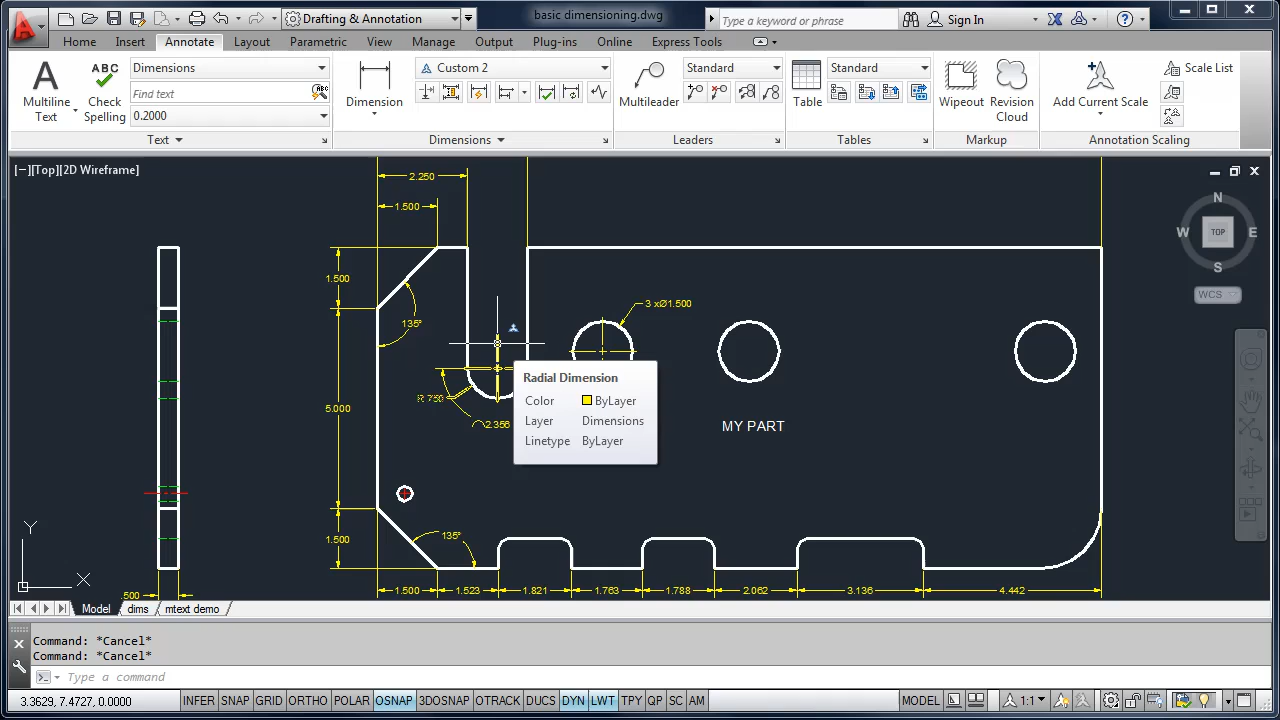 Drafting & Annotation
basic dimensioning.dwg
Type a keyword or phrase
Sign In
Home Insert Annotate Layout Parametric View Manage Output Plug-ins Online Express Tools
Multiline Text
Check Spelling
Dimensions
Find text
0.2000
Text
Dimension
Custom 2
Dimensions
Multileader
Standard
Leaders
Table
Standard
Tables
Wipeout
Revision Cloud
Markup
Add Current Scale
Scale List
Annotation Scaling
[−][Top][2D Wireframe]
N
W TOP E
S
WCS
2.250
1.500
1.500
135°
3 xØ1.500
5.000
R.750
2.356
Radial Dimension
Color ByLayer
Layer Dimensions
Linetype ByLayer
MY PART
1.500
135°
Y
X
.500
1.500 1.523 1.821 1.763 1.788 2.062 3.136 4.442
Model dims mtext demo
Command: *Cancel*
Command: *Cancel*
Type a command
3.3629, 7.4727, 0.0000 INFER SNAP GRID ORTHO POLAR OSNAP 3DOSNAP OTRACK DUCS DYN LWT TPY QP SC AM MODEL 1:1